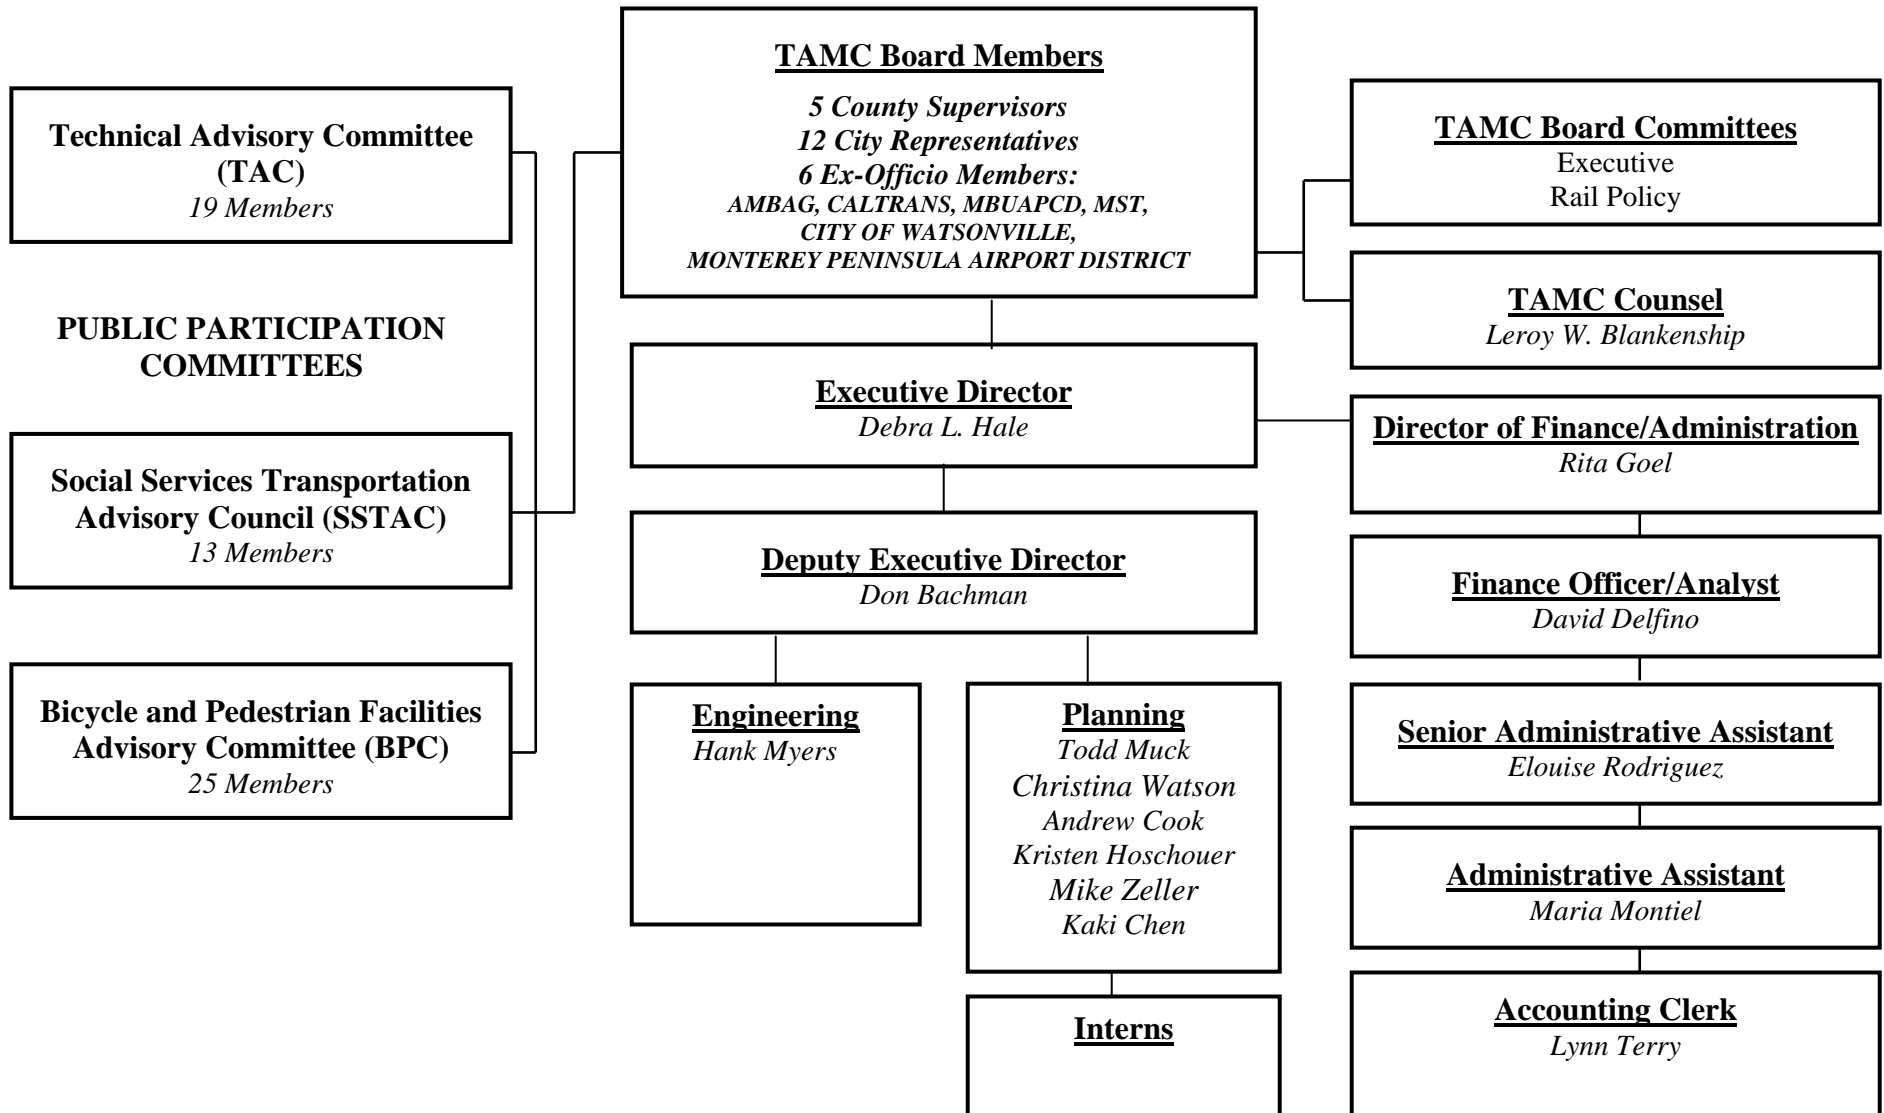 TAMC Board Members
5 County Supervisors
12 City Representatives
6 Ex-Officio Members:
AMBAG, CALTRANS, MBUAPCD, MST,
CITY OF WATSONVILLE,
MONTEREY PENINSULA AIRPORT DISTRICT
Technical Advisory Committee
(TAC)
19 Members
PUBLIC PARTICIPATION
COMMITTEES
Social Services Transportation
Advisory Council (SSTAC)
13 Members
Bicycle and Pedestrian Facilities
Advisory Committee (BPC)
25 Members
TAMC Board Committees
Executive
Rail Policy
TAMC Counsel
Leroy W. Blankenship
Executive Director
Debra L. Hale
Deputy Executive Director
Don Bachman
Engineering
Hank Myers
Planning
Todd Muck
Christina Watson
Andrew Cook
Kristen Hoschouer
Mike Zeller
Kaki Chen
Interns
Director of Finance/Administration
Rita Goel
Finance Officer/Analyst
David Delfino
Senior Administrative Assistant
Elouise Rodriguez
Administrative Assistant
Maria Montiel
Accounting Clerk
Lynn Terry